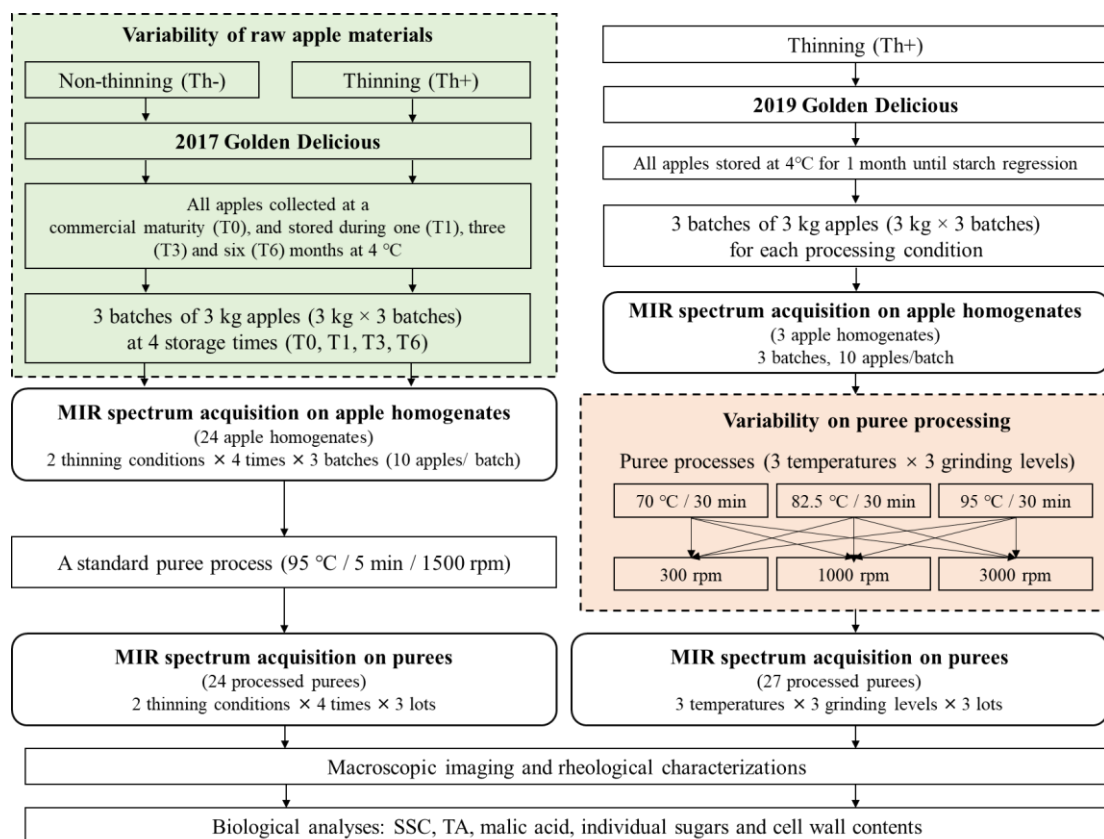 Variability of raw apple materials
Non-thinning (Th-)
Thinning (Th+)
2017 Golden Delicious
All apples collected at a
commercial maturity (T0), and stored during one (T1), three
(T3) and six (T6) months at 4 ℃
3 batches of 3 kg apples (3 kg × 3 batches)
at 4 storage times (T0, T1, T3, T6)
MIR spectrum acquisition on apple homogenates
(24 apple homogenates)
2 thinning conditions × 4 times × 3 batches (10 apples/ batch)
A standard puree process (95 ℃ / 5 min / 1500 rpm)
MIR spectrum acquisition on purees
(24 processed purees)
2 thinning conditions × 4 times × 3 lots
Thinning (Th+)
2019 Golden Delicious
All apples stored at 4℃ for 1 month until starch regression
3 batches of 3 kg apples (3 kg × 3 batches)
for each processing condition
MIR spectrum acquisition on apple homogenates
(3 apple homogenates)
3 batches, 10 apples/batch
Variability on puree processing
Puree processes (3 temperatures × 3 grinding levels)
70 ℃ / 30 min
82.5 ℃ / 30 min
95 ℃ / 30 min
300 rpm
1000 rpm
3000 rpm
MIR spectrum acquisition on purees
(27 processed purees)
3 temperatures × 3 grinding levels × 3 lots
Macroscopic imaging and rheological characterizations
Biological analyses: SSC, TA, malic acid, individual sugars and cell wall contents